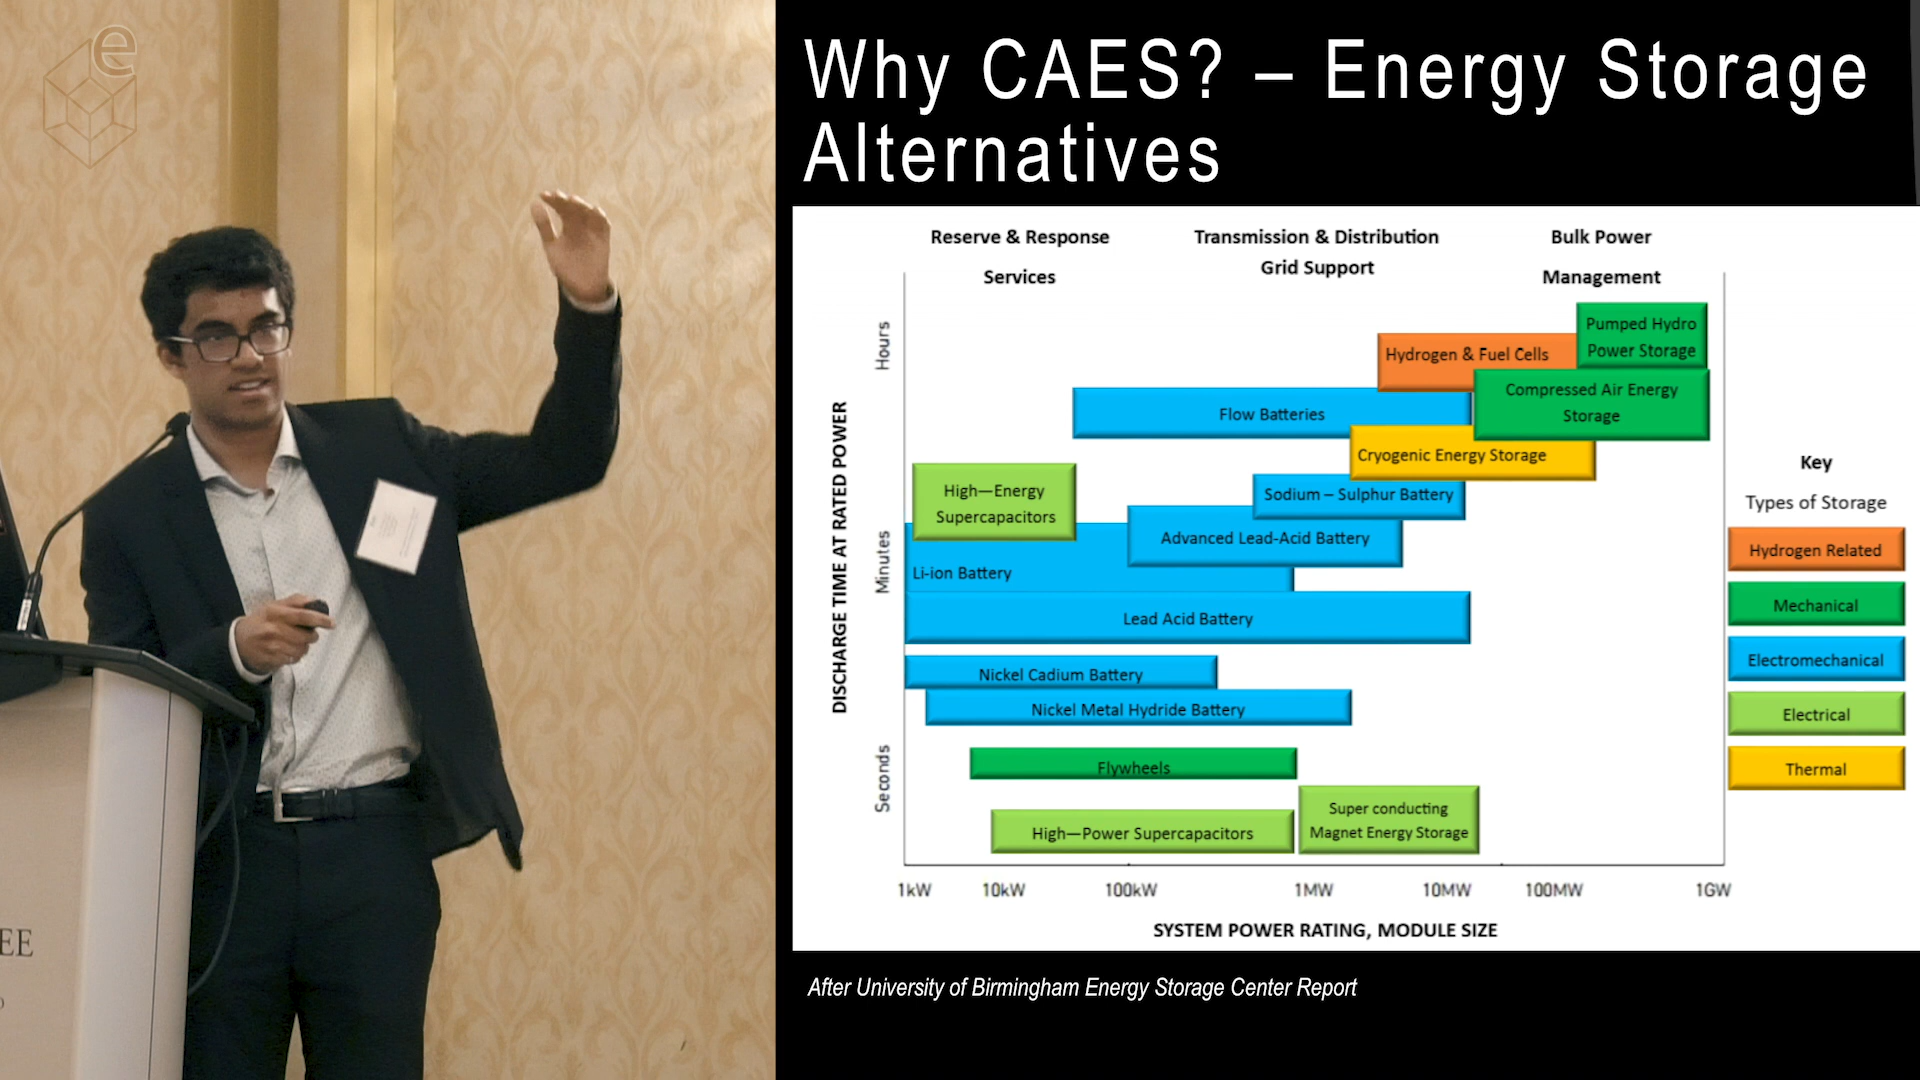 e
EE
Why CAES? – Energy Storage
Alternatives
Reserve & Response
Services
Transmission & Distribution
Grid Support
Bulk Power
Management
DISCHARGE TIME AT RATED POWER
Hours
Minutes
Seconds
Pumped Hydro
Power Storage
Hydrogen & Fuel Cells
Compressed Air Energy
Storage
Flow Batteries
Cryogenic Energy Storage
High—Energy
Supercapacitors
Sodium – Sulphur Battery
Advanced Lead-Acid Battery
Li-ion Battery
Lead Acid Battery
Nickel Cadium Battery
Nickel Metal Hydride Battery
Flywheels
High—Power Supercapacitors
Super conducting
Magnet Energy Storage
1kW 10kW 100kW 1MW 10MW 100MW 1GW
SYSTEM POWER RATING, MODULE SIZE
Key
Types of Storage
Hydrogen Related
Mechanical
Electromechanical
Electrical
Thermal
After University of Birmingham Energy Storage Center Report